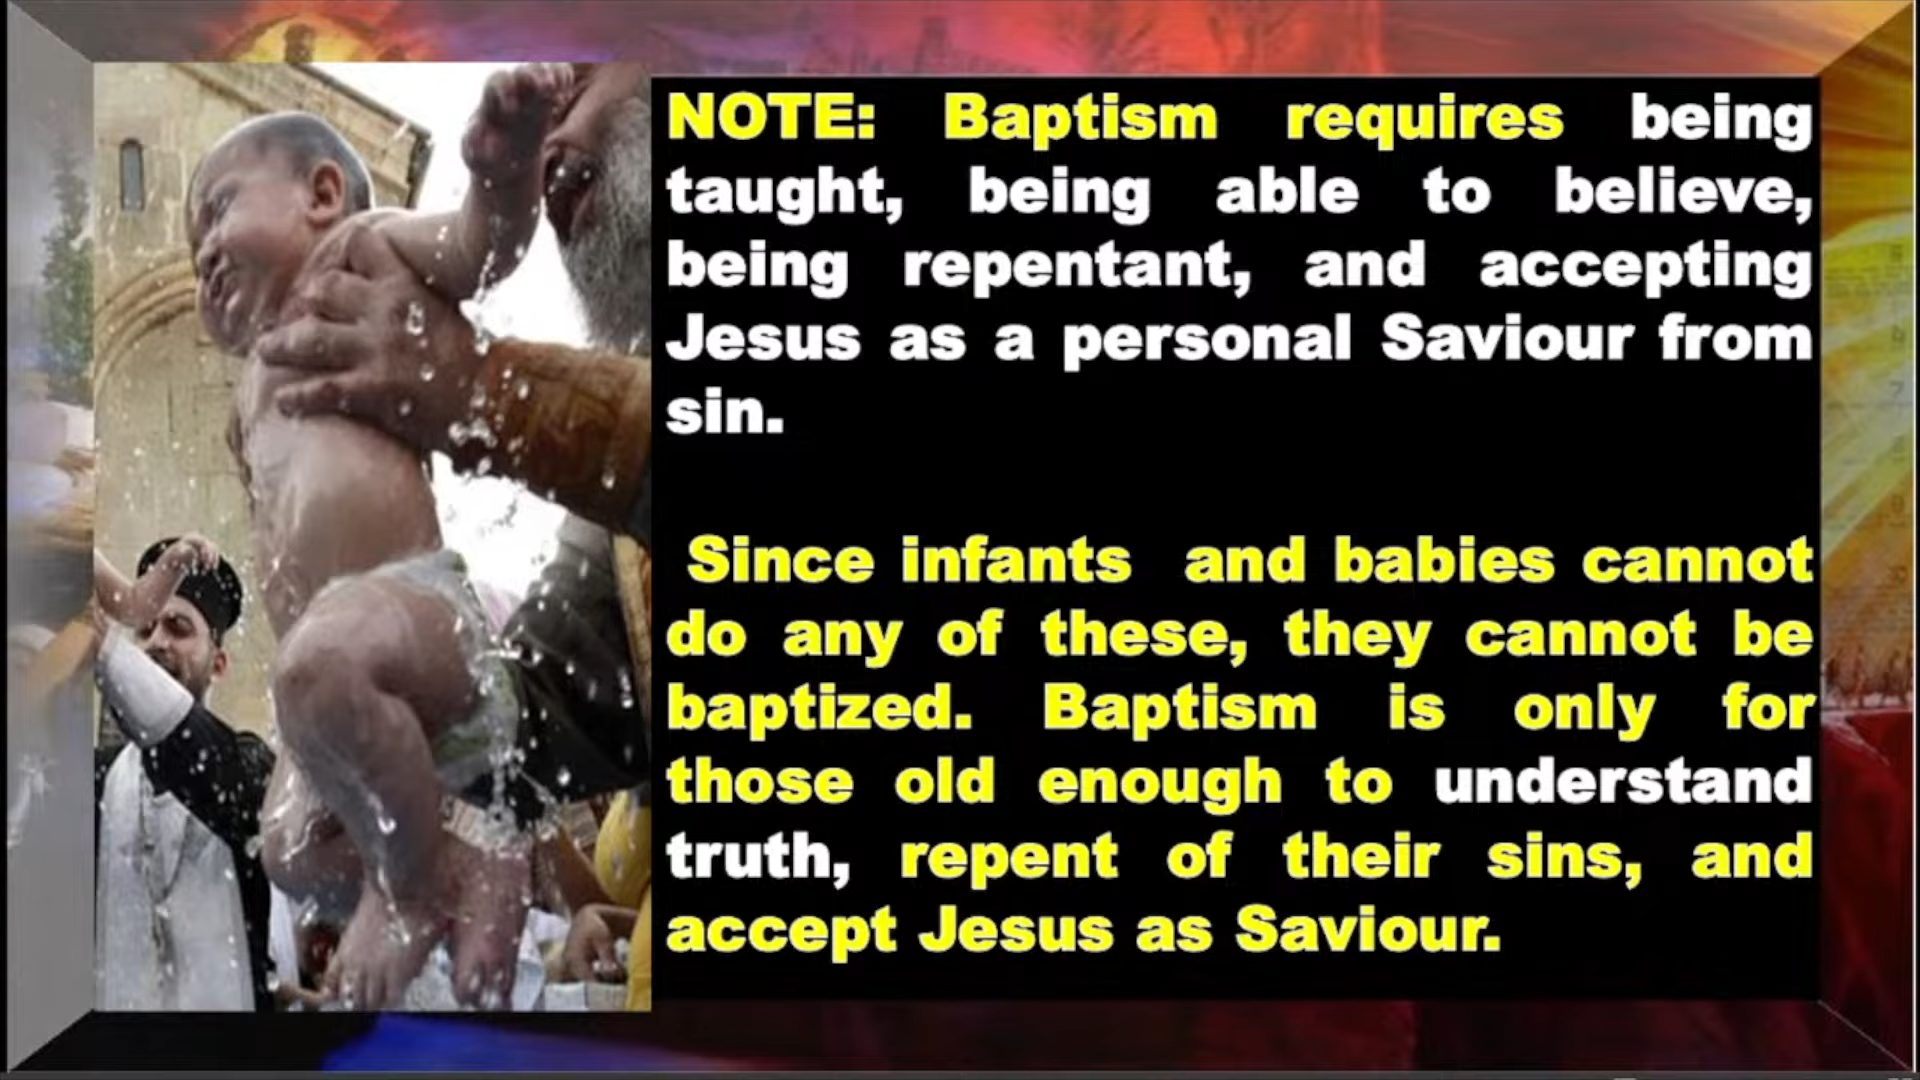 NOTE: Baptism requires being
taught, being able to believe,
being repentant, and accepting
Jesus as a personal Saviour from
sin.
Since infants and babies cannot
do any of these, they cannot be
baptized. Baptism is only for
those old enough to understand
truth, repent of their sins, and
accept Jesus as Saviour.